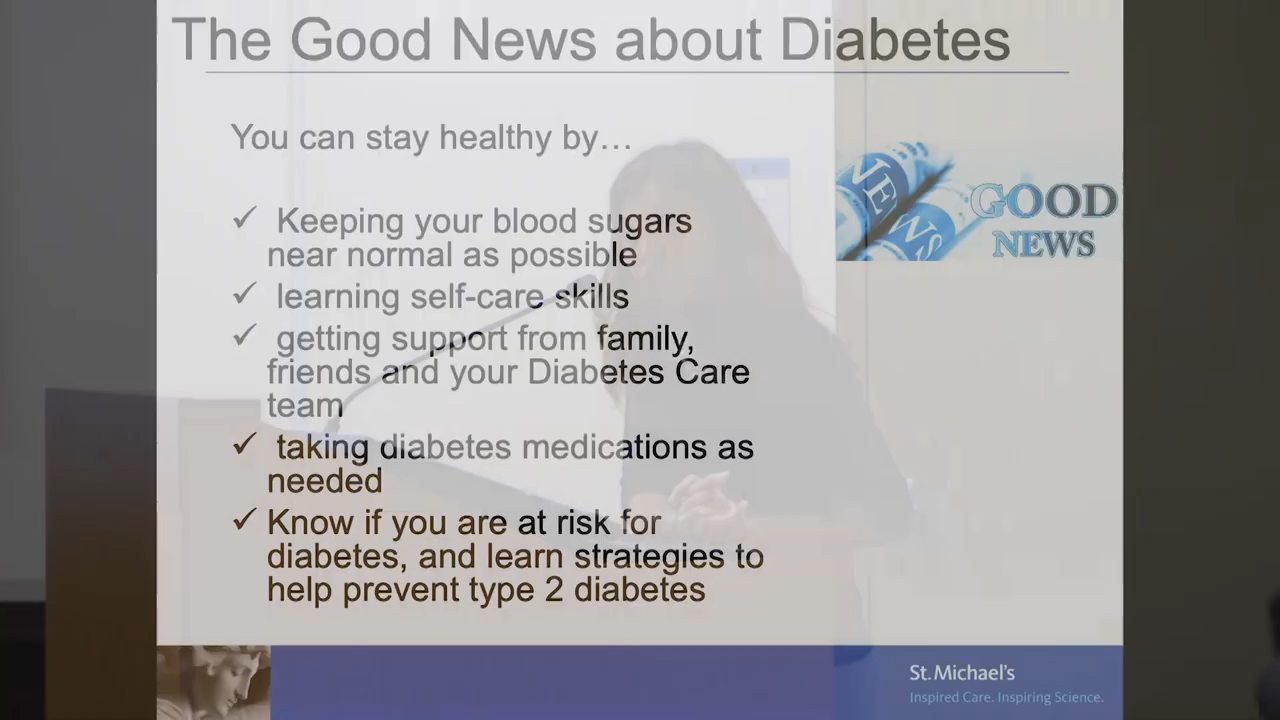 The Good News about Diabetes
You can stay healthy by…
✓ Keeping your blood sugars
near normal as possible
✓ learning self-care skills
✓ getting support from family,
friends and your Diabetes Care
team
✓ taking diabetes medications as
needed
✓ Know if you are at risk for
diabetes, and learn strategies to
help prevent type 2 diabetes
NEWS
NEWS
GOOD
NEWS
St. Michael's
Inspired Care. Inspiring Science.